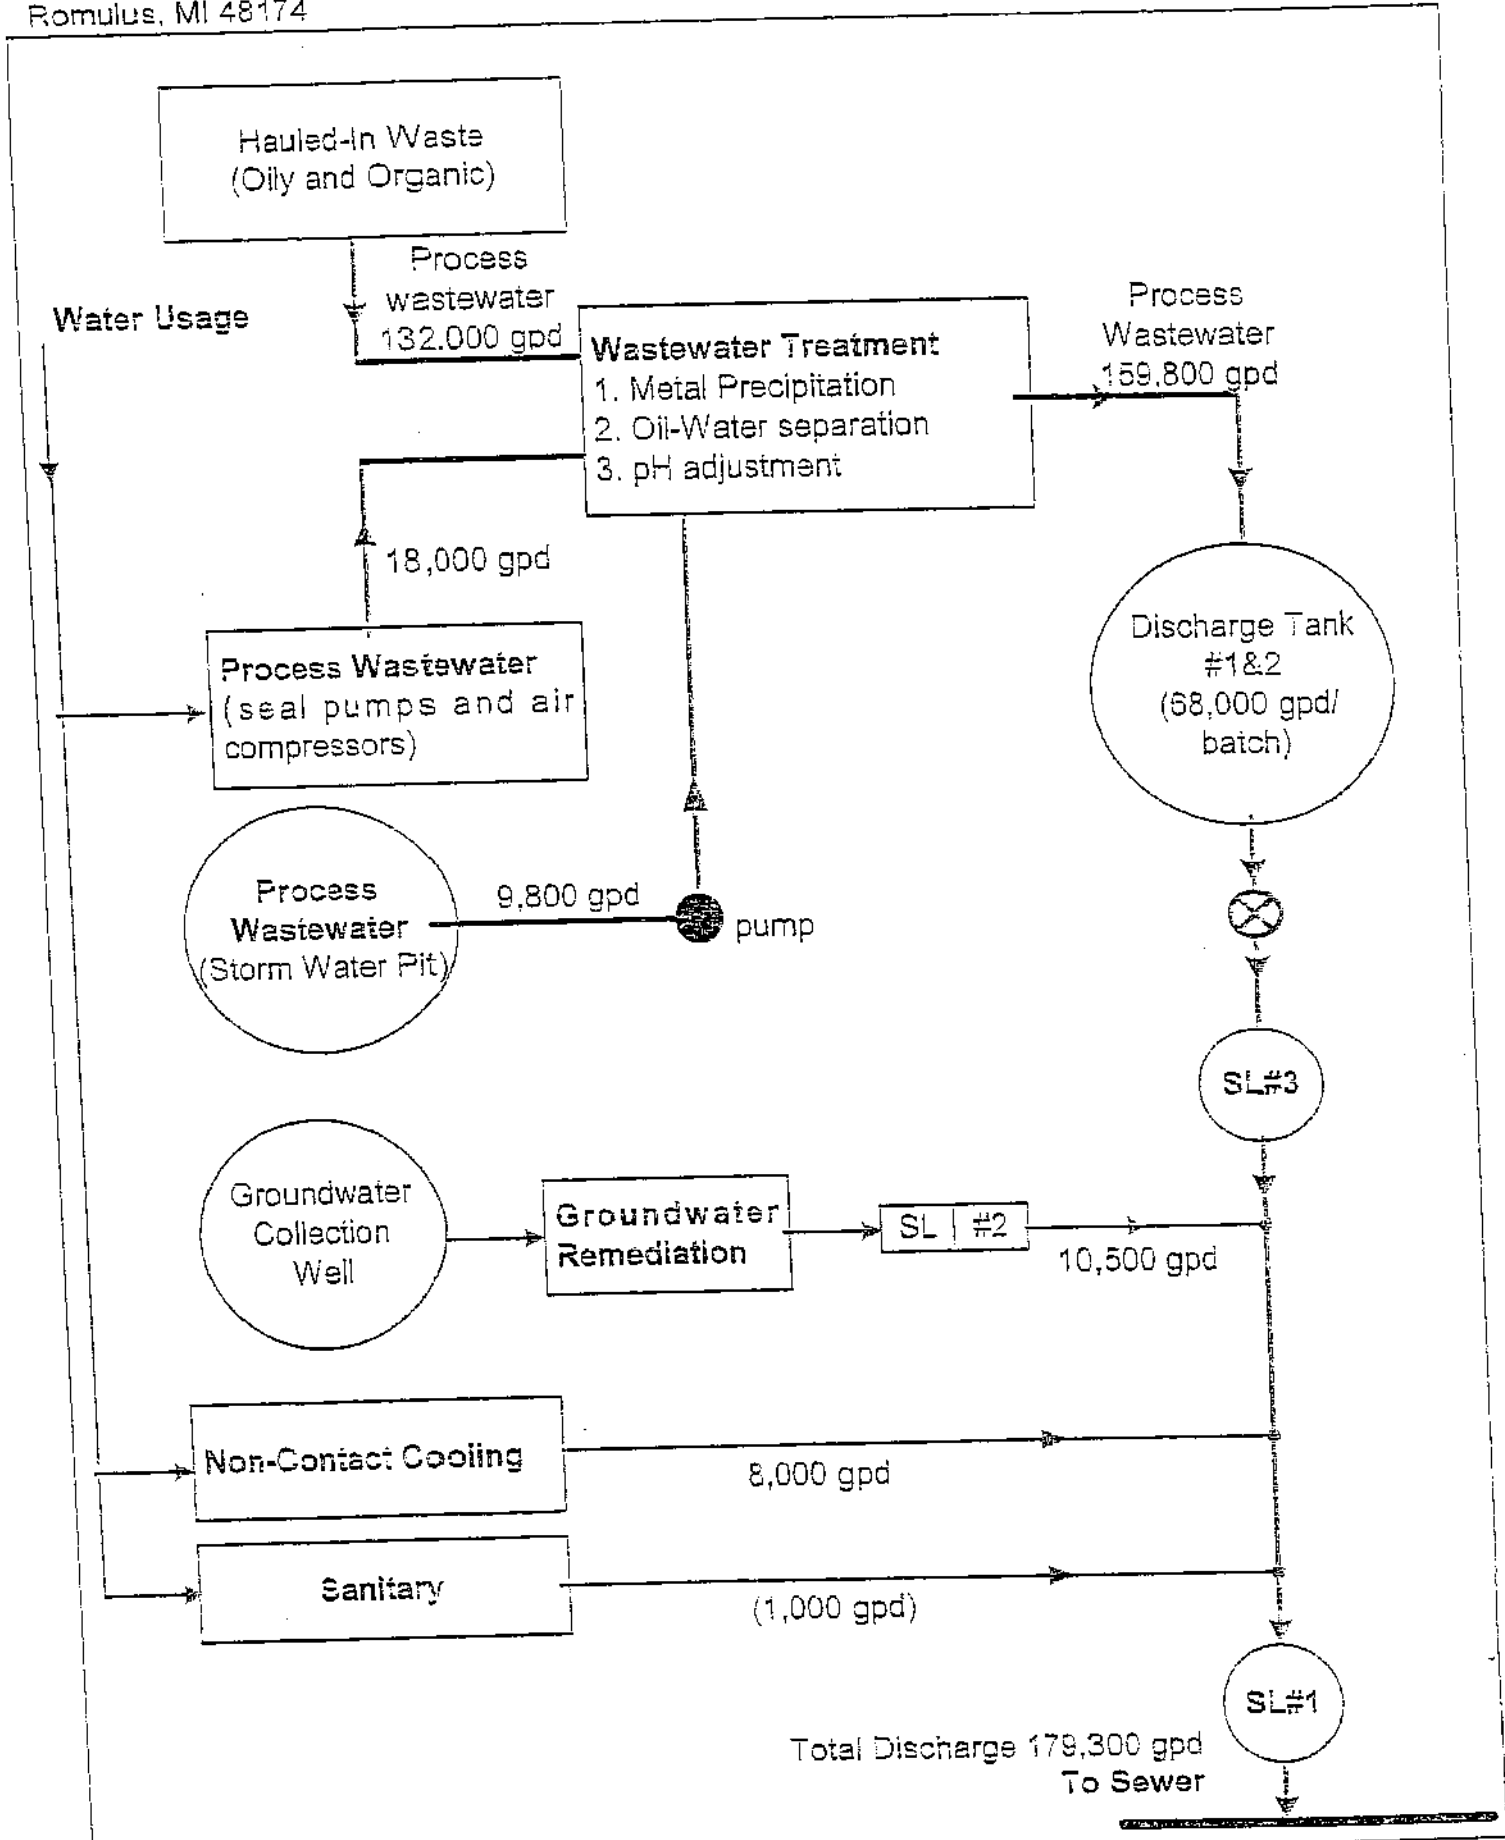 Romulus, MI 48174
Hauled-In Waste
(Oily and Organic)
Process
wastewater
132.000 gpd
Water Usage
Wastewater Treatment
1. Metal Precipitation
2. Oil-Water separation
3. pH adjustment
Process
Wastewater
159,800 gpd
18,000 gpd
Process Wastewater
(seal pumps and air
compressors)
Discharge Tank
#1&2
(68,000 gpd/
batch)
Process
Wastewater
(Storm Water Pit)
9,800 gpd
pump
SL#3
Groundwater
Collection
Well
Groundwater
Remediation
SL #2
10,500 gpd
Non-Contact Cooling
8,000 gpd
Sanitary
(1,000 gpd)
SL#1
Total Discharge 179,300 gpd
To Sewer